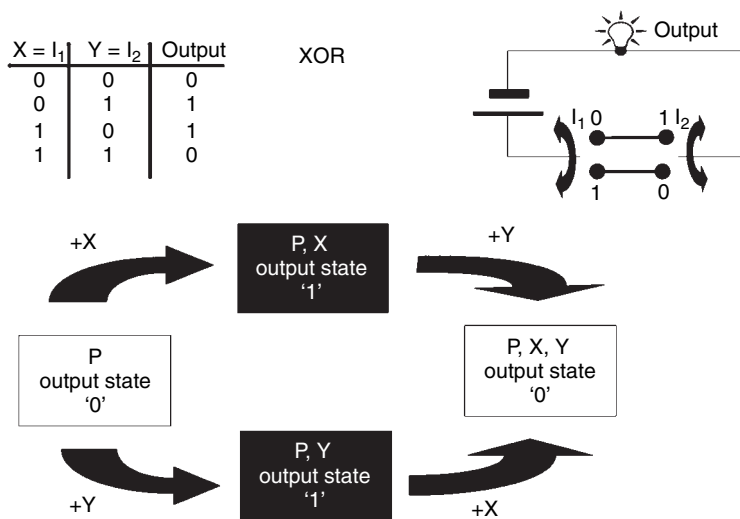 X = I₁ Y = I₂ Output
0 0 0
0 1 1
1 0 1
1 1 0
XOR
Output
I₁ 0 1 I₂
1 0
+X
P, X
output state
‘1’
+Y
P
output state
‘0’
P, X, Y
output state
‘0’
+Y
P, Y
output state
‘1’
+X